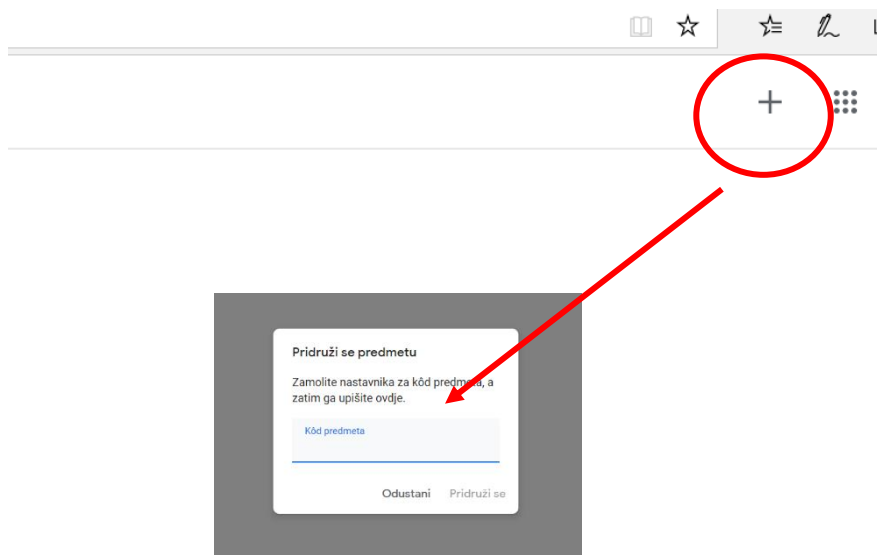 Pridruži se predmetu
Zamolite nastavnika za kôd predmeta, a
zatim ga upišite ovdje.
Kôd predmeta
Odustani Pridruži se